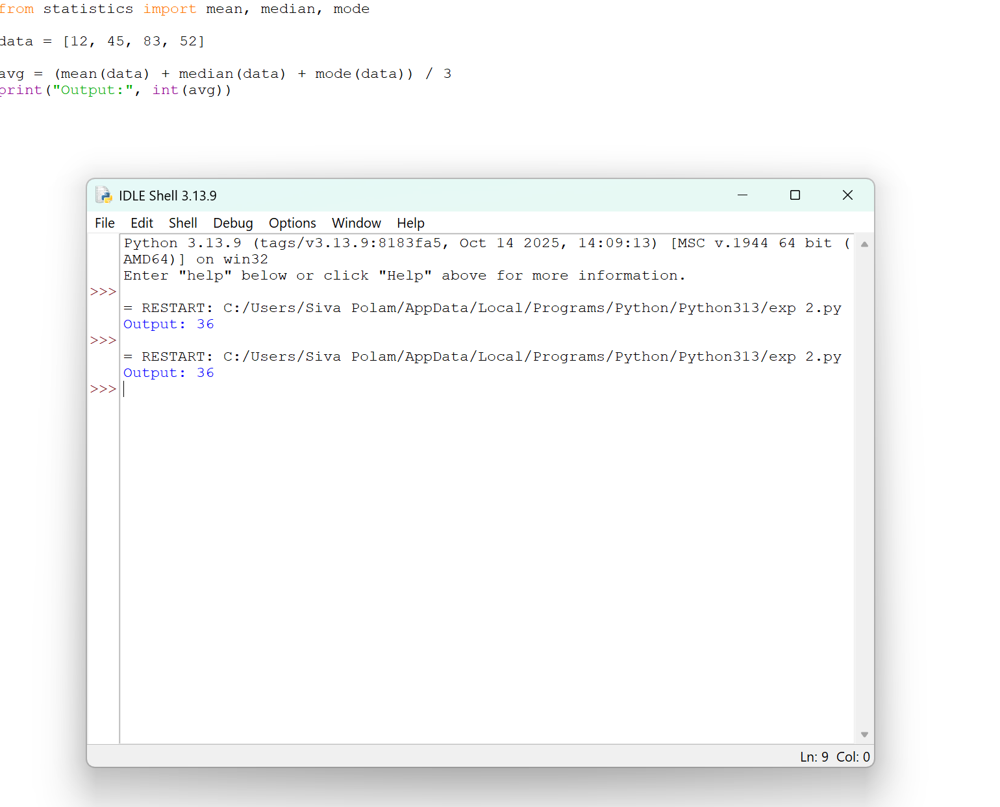 from statistics import mean, median, mode
data = [12, 45, 83, 52]
avg = (mean(data) + median(data) + mode(data)) / 3
print("Output:", int(avg))
IDLE Shell 3.13.9
File Edit Shell Debug Options Window Help
Python 3.13.9 (tags/v3.13.9:8183fa5, Oct 14 2025, 14:09:13) [MSC v.1944 64 bit (
AMD64)] on win32
Enter "help" below or click "Help" above for more information.
>>>
= RESTART: C:/Users/Siva Polam/AppData/Local/Programs/Python/Python313/exp 2.py
Output: 36
>>>
= RESTART: C:/Users/Siva Polam/AppData/Local/Programs/Python/Python313/exp 2.py
Output: 36
>>>
Ln: 9 Col: 0